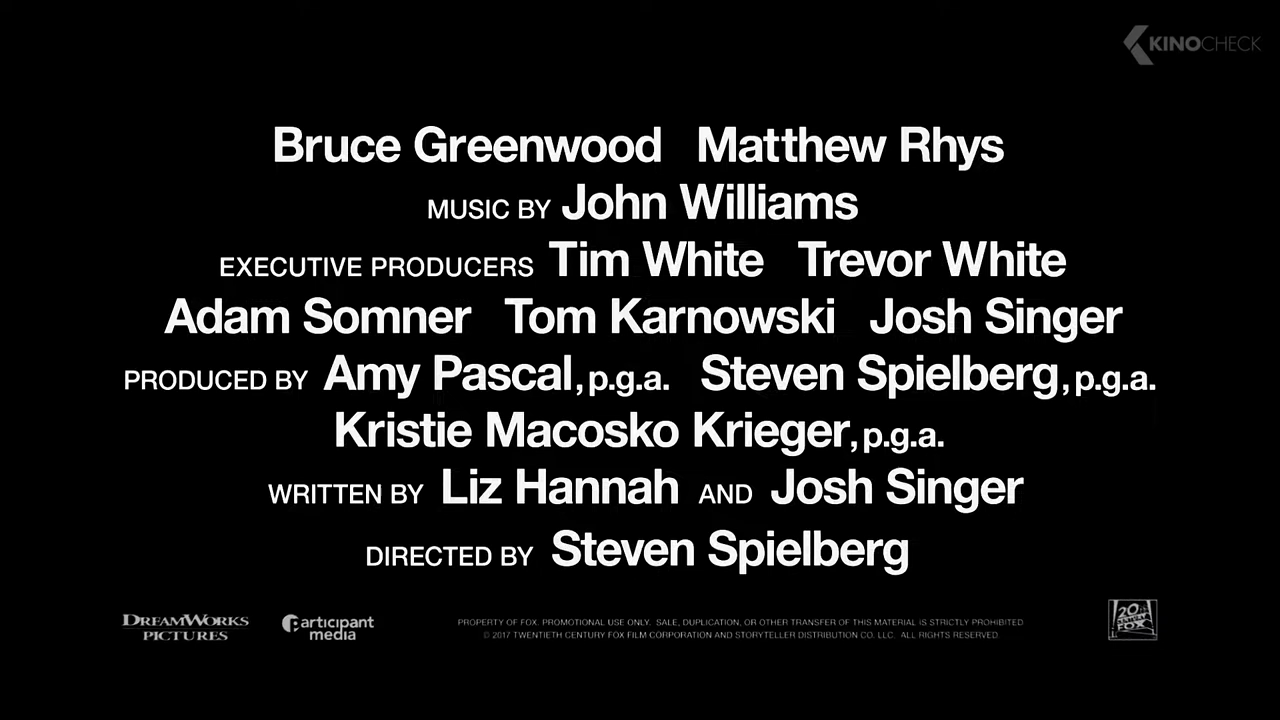 KINOCHECK
Bruce Greenwood Matthew Rhys
MUSIC BY John Williams
EXECUTIVE PRODUCERS Tim White Trevor White
Adam Somner Tom Karnowski Josh Singer
PRODUCED BY Amy Pascal, p.g.a. Steven Spielberg, p.g.a.
Kristie Macosko Krieger, p.g.a.
WRITTEN BY Liz Hannah AND Josh Singer
DIRECTED BY Steven Spielberg
DREAMWORKS
PICTURES
Participant
media
PROPERTY OF FOX. PROMOTIONAL USE ONLY. SALE, DUPLICATION, OR OTHER TRANSFER OF THIS MATERIAL IS STRICTLY PROHIBITED
© 2017 TWENTIETH CENTURY FOX FILM CORPORATION AND STORYTELLER DISTRIBUTION CO. LLC. ALL RIGHTS RESERVED
20th
CENTURY
FOX